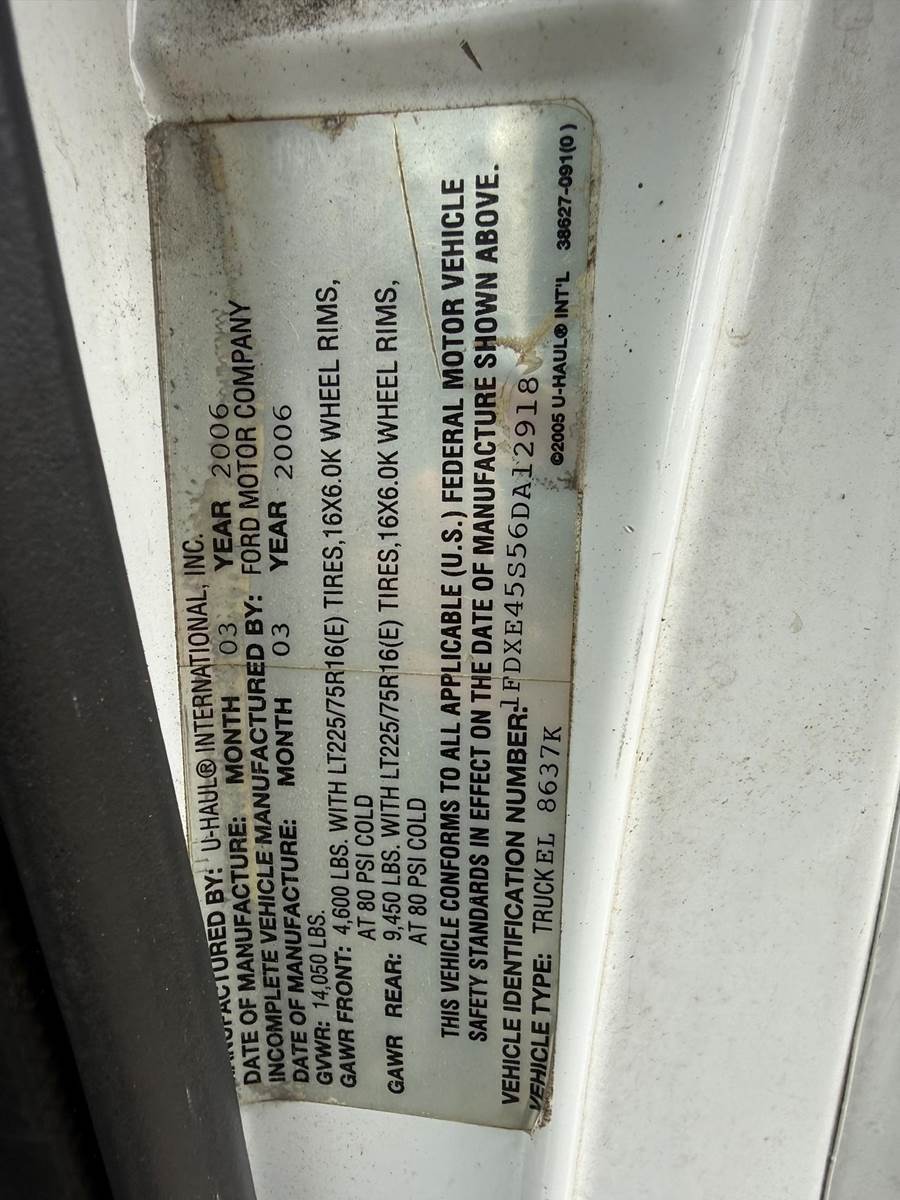 MANUFACTURED BY: U-HAUL® INTERNATIONAL, INC.
DATE OF MANUFACTURE: MONTH 03 YEAR 2006
INCOMPLETE VEHICLE MANUFACTURED BY: FORD MOTOR COMPANY
DATE OF MANUFACTURE: MONTH 03 YEAR 2006
GVWR: 14,050 LBS.
GAWR FRONT: 4,600 LBS. WITH LT225/75R16(E) TIRES,16X6.0K WHEEL RIMS,
AT 80 PSI COLD
GAWR REAR: 9,450 LBS. WITH LT225/75R16(E) TIRES,16X6.0K WHEEL RIMS,
AT 80 PSI COLD
THIS VEHICLE CONFORMS TO ALL APPLICABLE (U.S.) FEDERAL MOTOR VEHICLE
SAFETY STANDARDS IN EFFECT ON THE DATE OF MANUFACTURE SHOWN ABOVE.
VEHICLE IDENTIFICATION NUMBER: 1FDXE45S56DA12918
VEHICLE TYPE: TRUCK EL 8637K
©2005 U-HAUL® INT'L 38627-091(0)